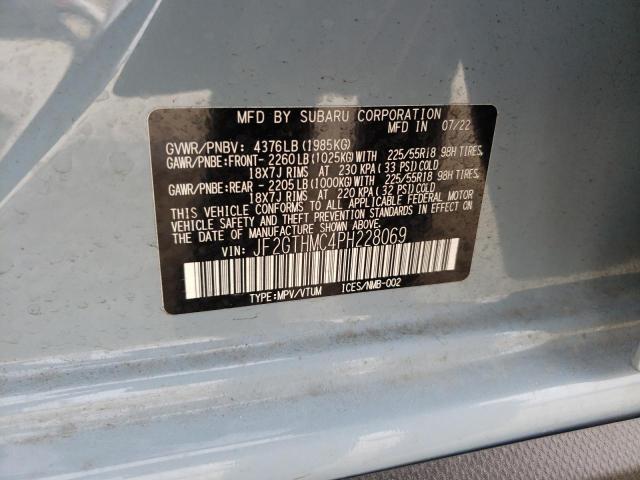 MFD BY SUBARU CORPORATION
MFD IN 07/22
GVWR/PNBV: 4376LB(1985KG)
GAWR/PNBE:FRONT- 2260LB(1025KG)WITH 225/55R18 98H TIRES,
18X7J RIMS AT 230 KPA(33 PSI)COLD
GAWR/PNBE:REAR - 2205LB(1000KG)WITH 225/55R18 98H TIRES,
18X7J RIMS AT 220 KPA(32 PSI)COLD
THIS VEHICLE CONFORMS TO ALL APPLICABLE FEDERAL MOTOR
VEHICLE SAFETY AND THEFT PREVENTION STANDARDS IN EFFECT ON
THE DATE OF MANUFACTURE SHOWN ABOVE.
VIN: JF2GTHMC4PH228069
TYPE:MPV/VTUM ICES/NMB-002